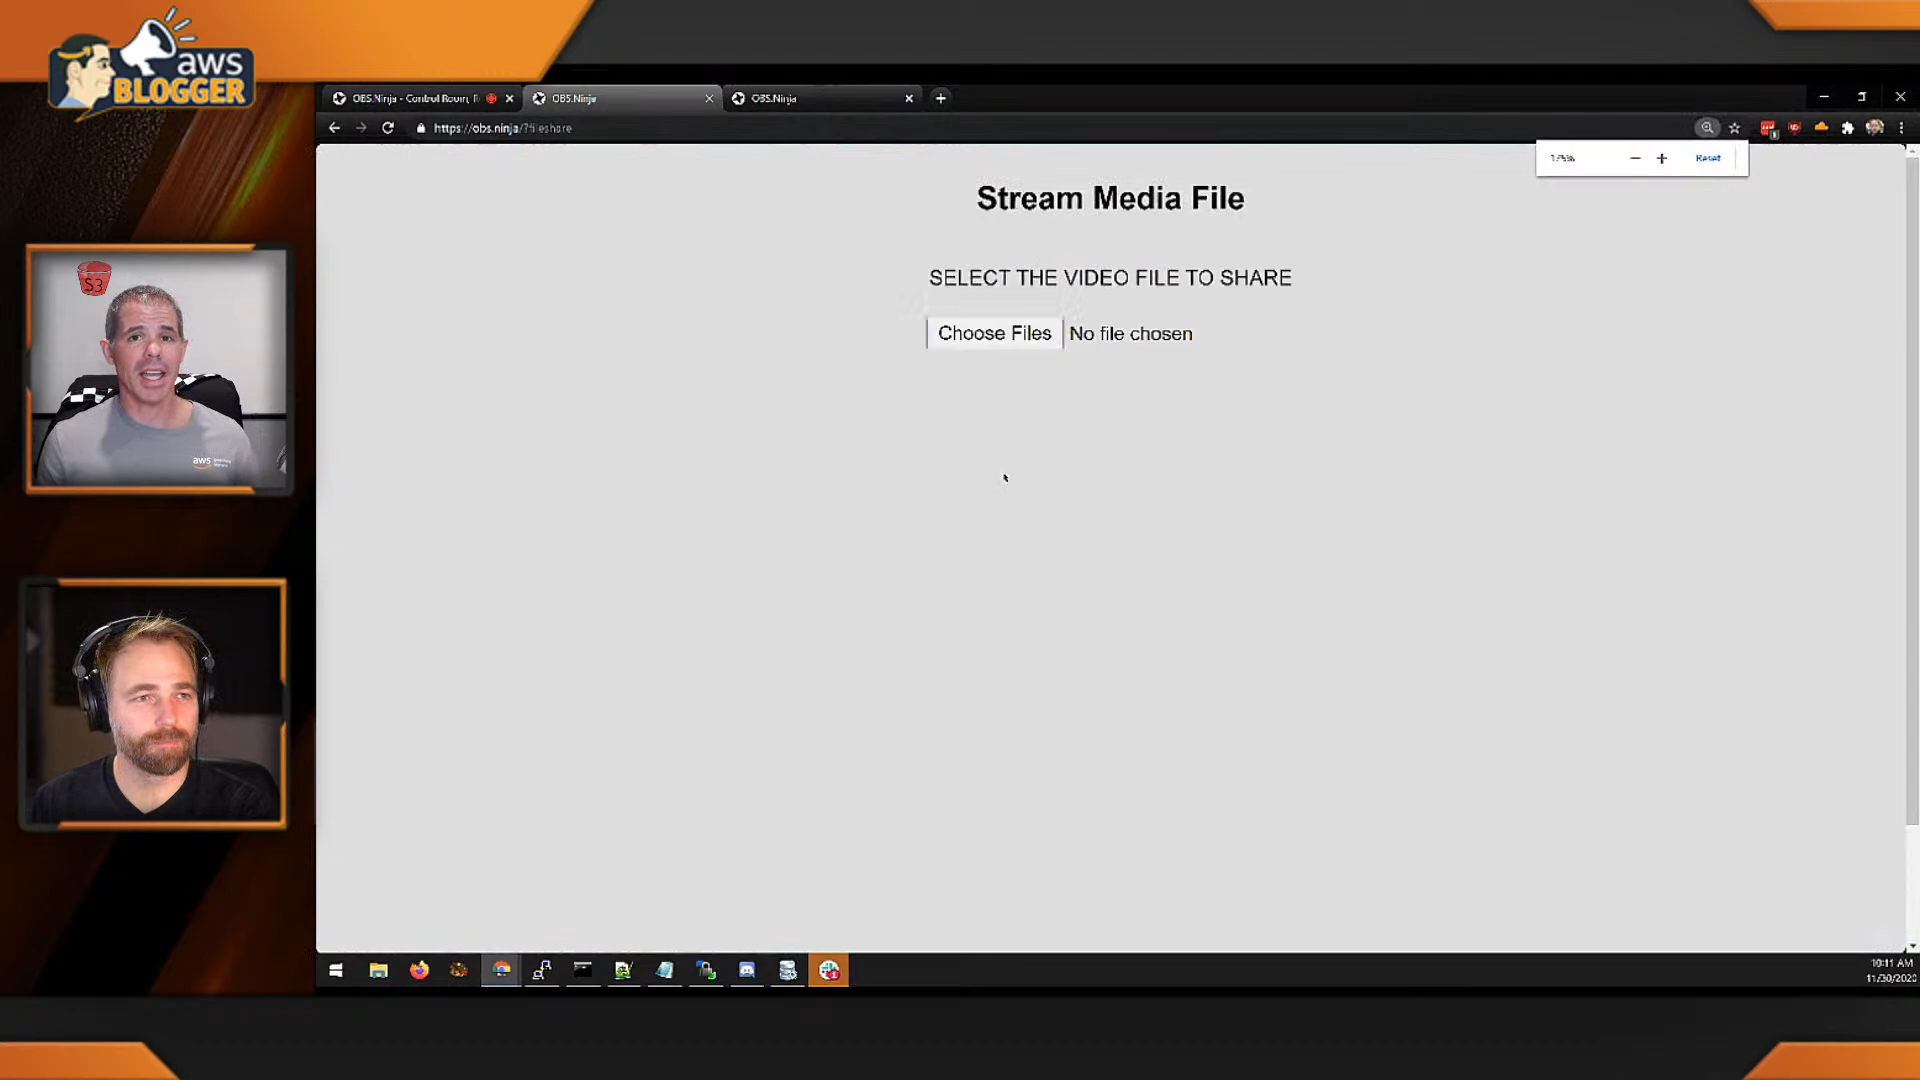 aws
BLOGGER
OBS.Ninja - Control Room, R
OBS.Ninja
OBS.Ninja
https://obs.ninja/?fileshare
175%
Reset
Stream Media File
SELECT THE VIDEO FILE TO SHARE
Choose Files No file chosen
S3
aws
10:11 AM
11/30/2020